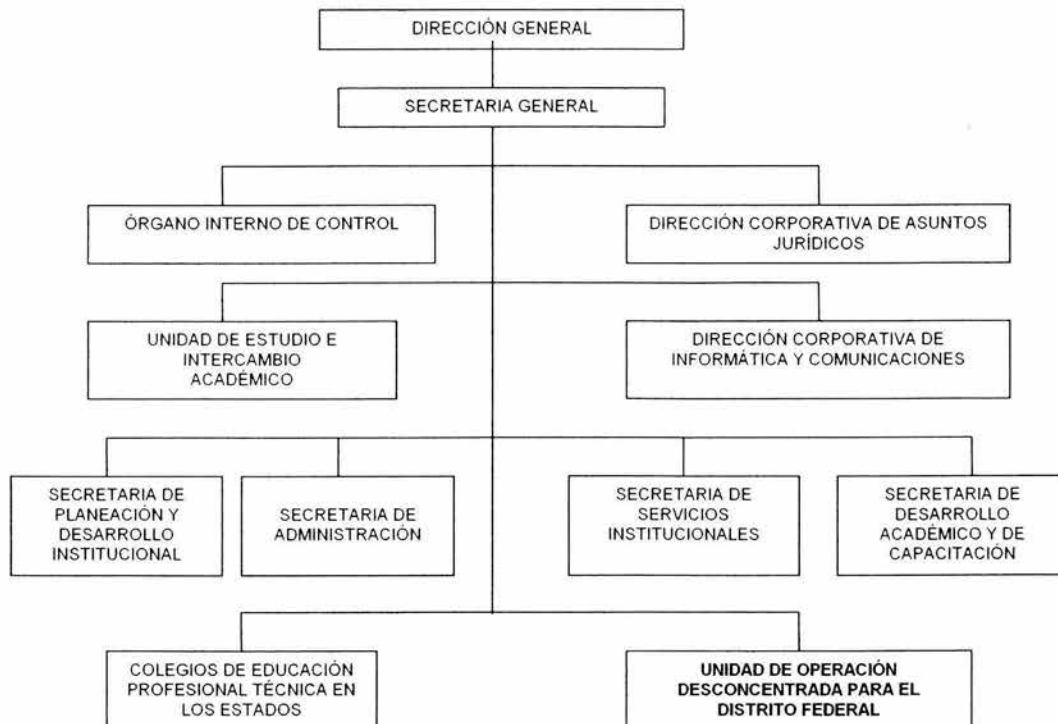 DIRECCIÓN GENERAL
SECRETARIA GENERAL
ÓRGANO INTERNO DE CONTROL
DIRECCIÓN CORPORATIVA DE ASUNTOS
JURÍDICOS
UNIDAD DE ESTUDIO E
INTERCAMBIO
ACADÉMICO
DIRECCIÓN CORPORATIVA DE
INFORMÁTICA Y COMUNICACIONES
SECRETARIA DE
PLANEACIÓN Y
DESARROLLO
INSTITUCIONAL
SECRETARIA DE
ADMINISTRACIÓN
SECRETARIA DE
SERVICIOS
INSTITUCIONALES
SECRETARIA DE
DESARROLLO
ACADÉMICO Y DE
CAPACITACIÓN
COLEGIOS DE EDUCACIÓN
PROFESIONAL TÉCNICA EN
LOS ESTADOS
UNIDAD DE OPERACIÓN
DESCONCENTRADA PARA EL
DISTRITO FEDERAL